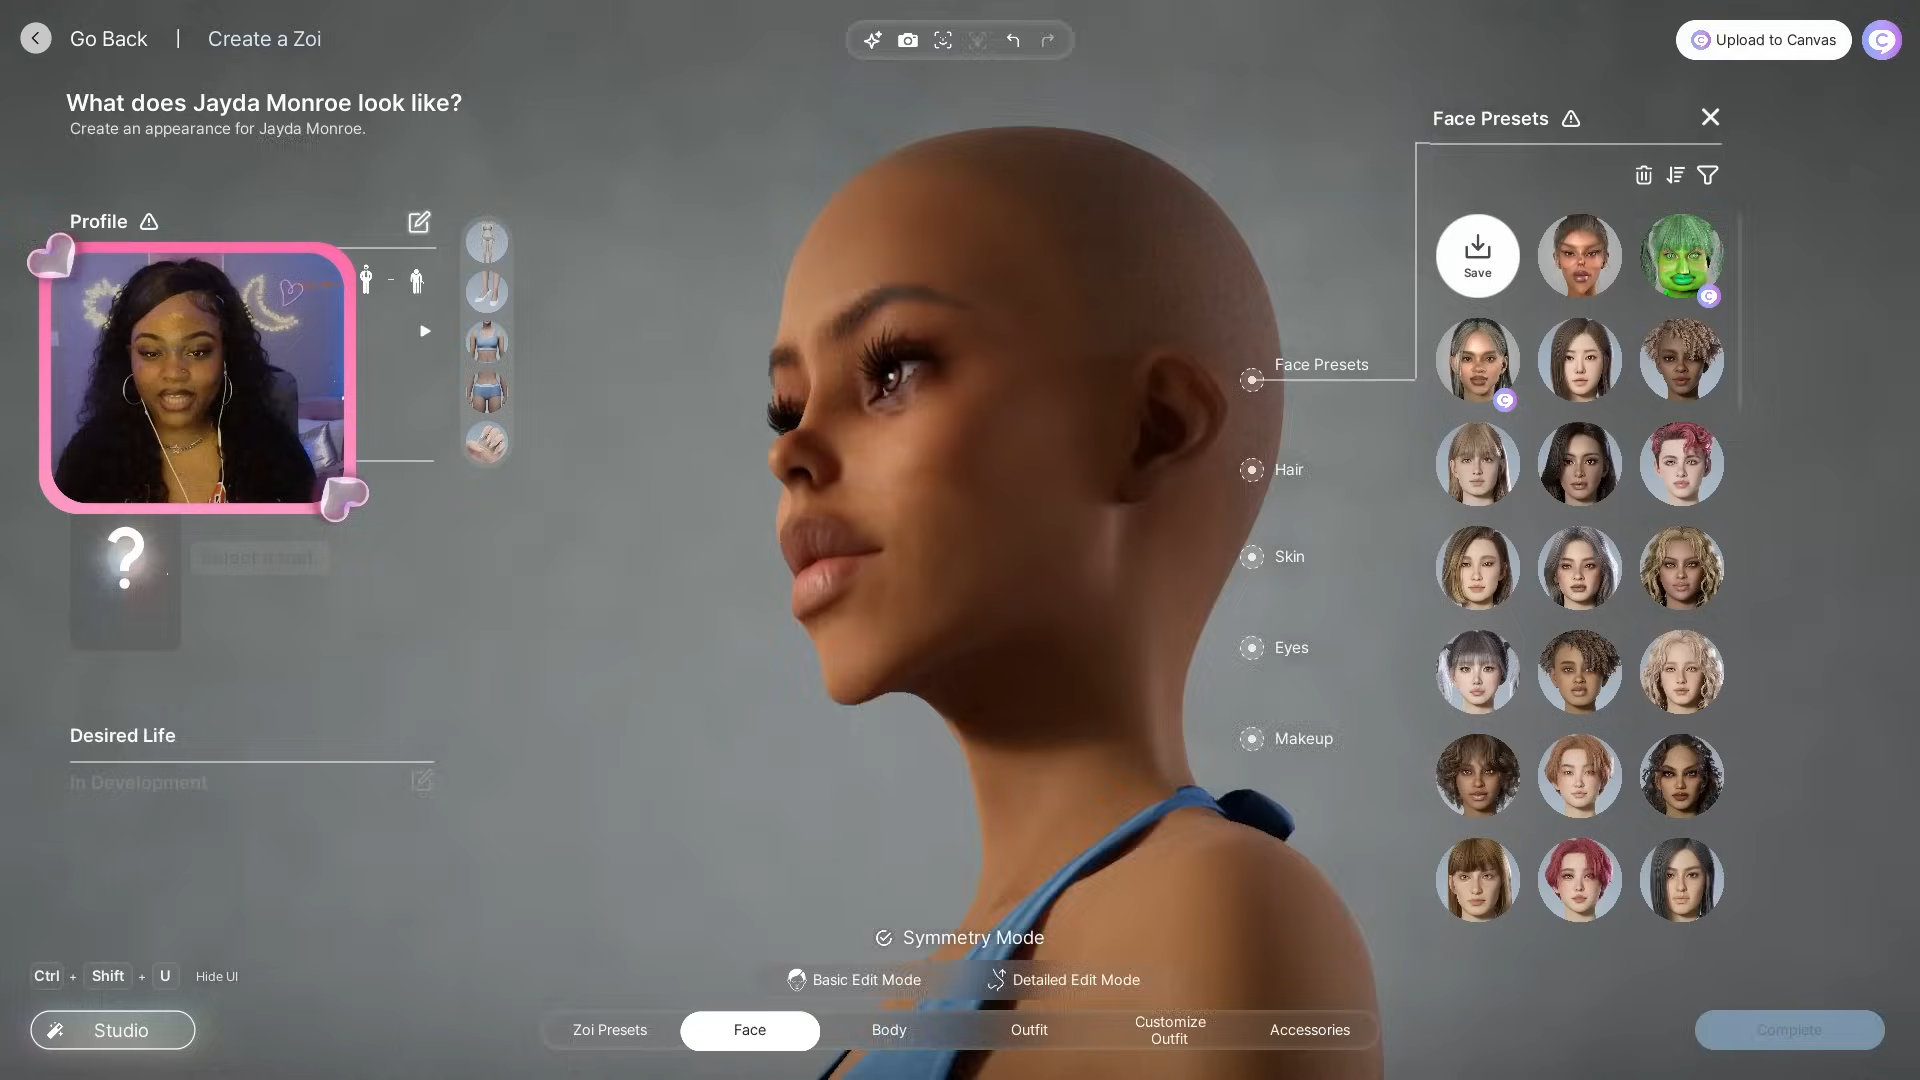 Go Back | Create a Zoi
Upload to Canvas
What does Jayda Monroe look like?
Create an appearance for Jayda Monroe.
Face Presets
Profile
Save
Face Presets
Hair
Skin
Eyes
Makeup
Desired Life
In Development
Symmetry Mode
Ctrl + Shift + U Hide UI
Basic Edit Mode
Detailed Edit Mode
Studio
Zoi Presets
Face
Body
Outfit
Customize
Outfit
Accessories
Complete